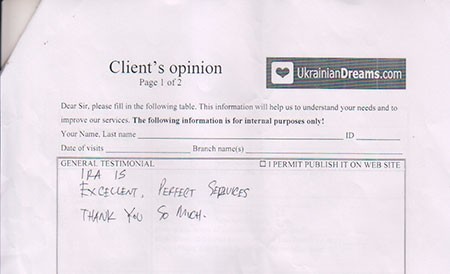 Client's opinion
Page 1 of 2
UkrainianDreams.com
Dear Sir, please fill in the following table. This information will help us to understand your needs and to
improve our services. The following information is for internal purposes only!
Your Name, Last name ID
Date of visits Branch name(s)
GENERAL TESTIMONIAL ☐ I PERMIT PUBLISH IT ON WEB SITE
IRA IS
EXCELLENT, PERFECT SERVICES
THANK YOU SO MUCH.